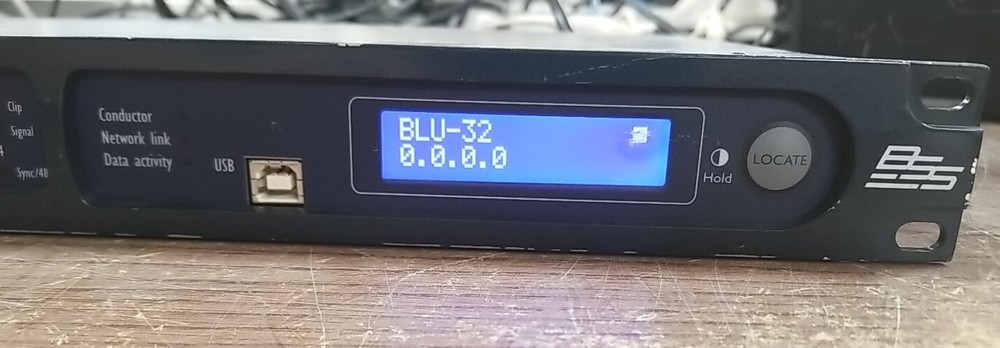 Clip
Signal
4
Sync/48
Conductor
Network link
Data activity
USB
BLU-32
0.0.0.0
Hold
LOCATE
BSS